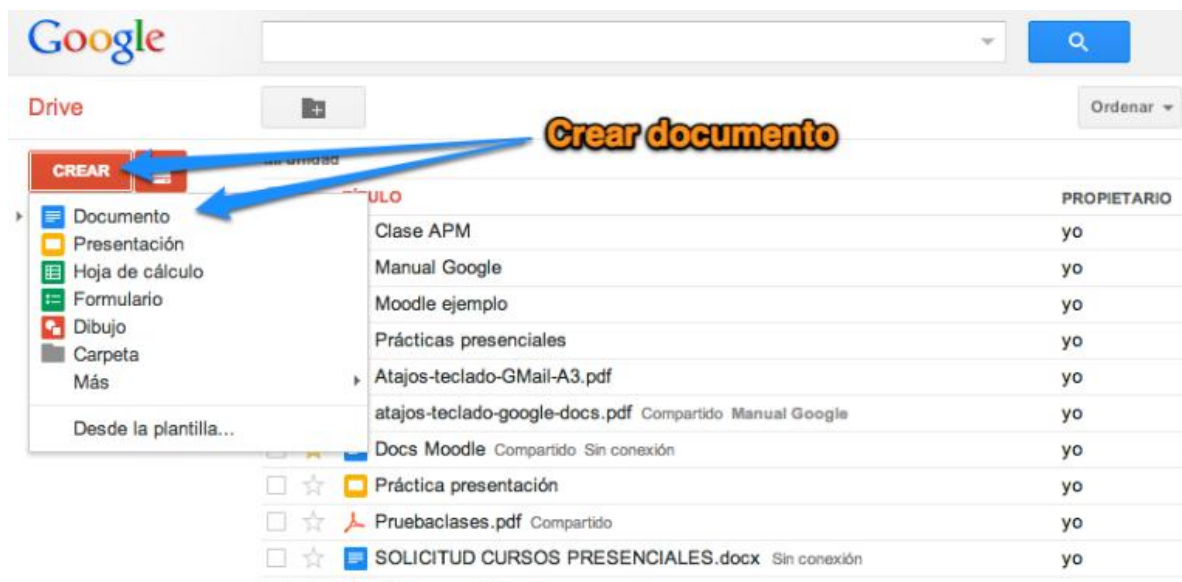 Google
Drive
Ordenar
Crear documento
CREAR
unidad
TÍTULO PROPIETARIO
Documento
Presentación
Hoja de cálculo
Formulario
Dibujo
Carpeta
Más
Desde la plantilla...
Clase APM yo
Manual Google yo
Moodle ejemplo yo
Prácticas presenciales yo
Atajos-teclado-GMail-A3.pdf yo
atajos-teclado-google-docs.pdf Compartido Manual Google yo
Docs Moodle Compartido Sin conexión yo
Práctica presentación yo
Pruebaclases.pdf Compartido yo
SOLICITUD CURSOS PRESENCIALES.docx Sin conexión yo